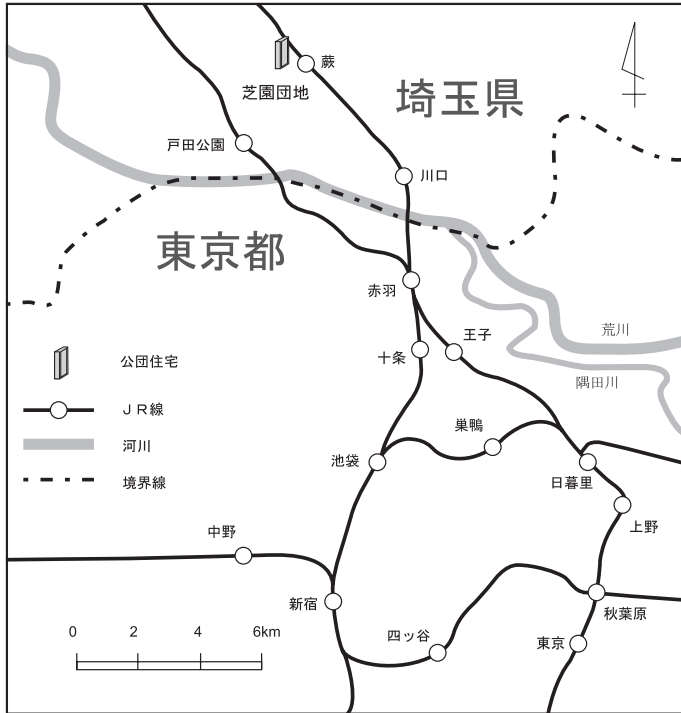 蕨
芝園団地
埼玉県
戸田公園
川口
東京都
赤羽
荒川
王子
十条
公団住宅
隅田川
ＪＲ線
巣鴨
河川
池袋
日暮里
境界線
上野
中野
新宿
秋葉原
四ッ谷
東京
0 2 4 6km